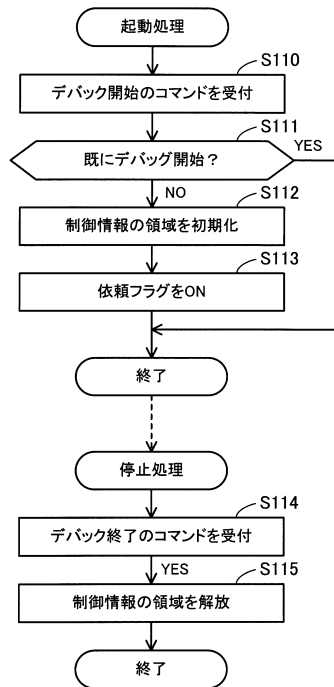 起動処理
S110
デバック開始のコマンドを受付
S111
既にデバッグ開始？
YES
NO
S112
制御情報の領域を初期化
S113
依頼フラグをON
終了
停止処理
S114
デバック終了のコマンドを受付
YES
S115
制御情報の領域を解放
終了